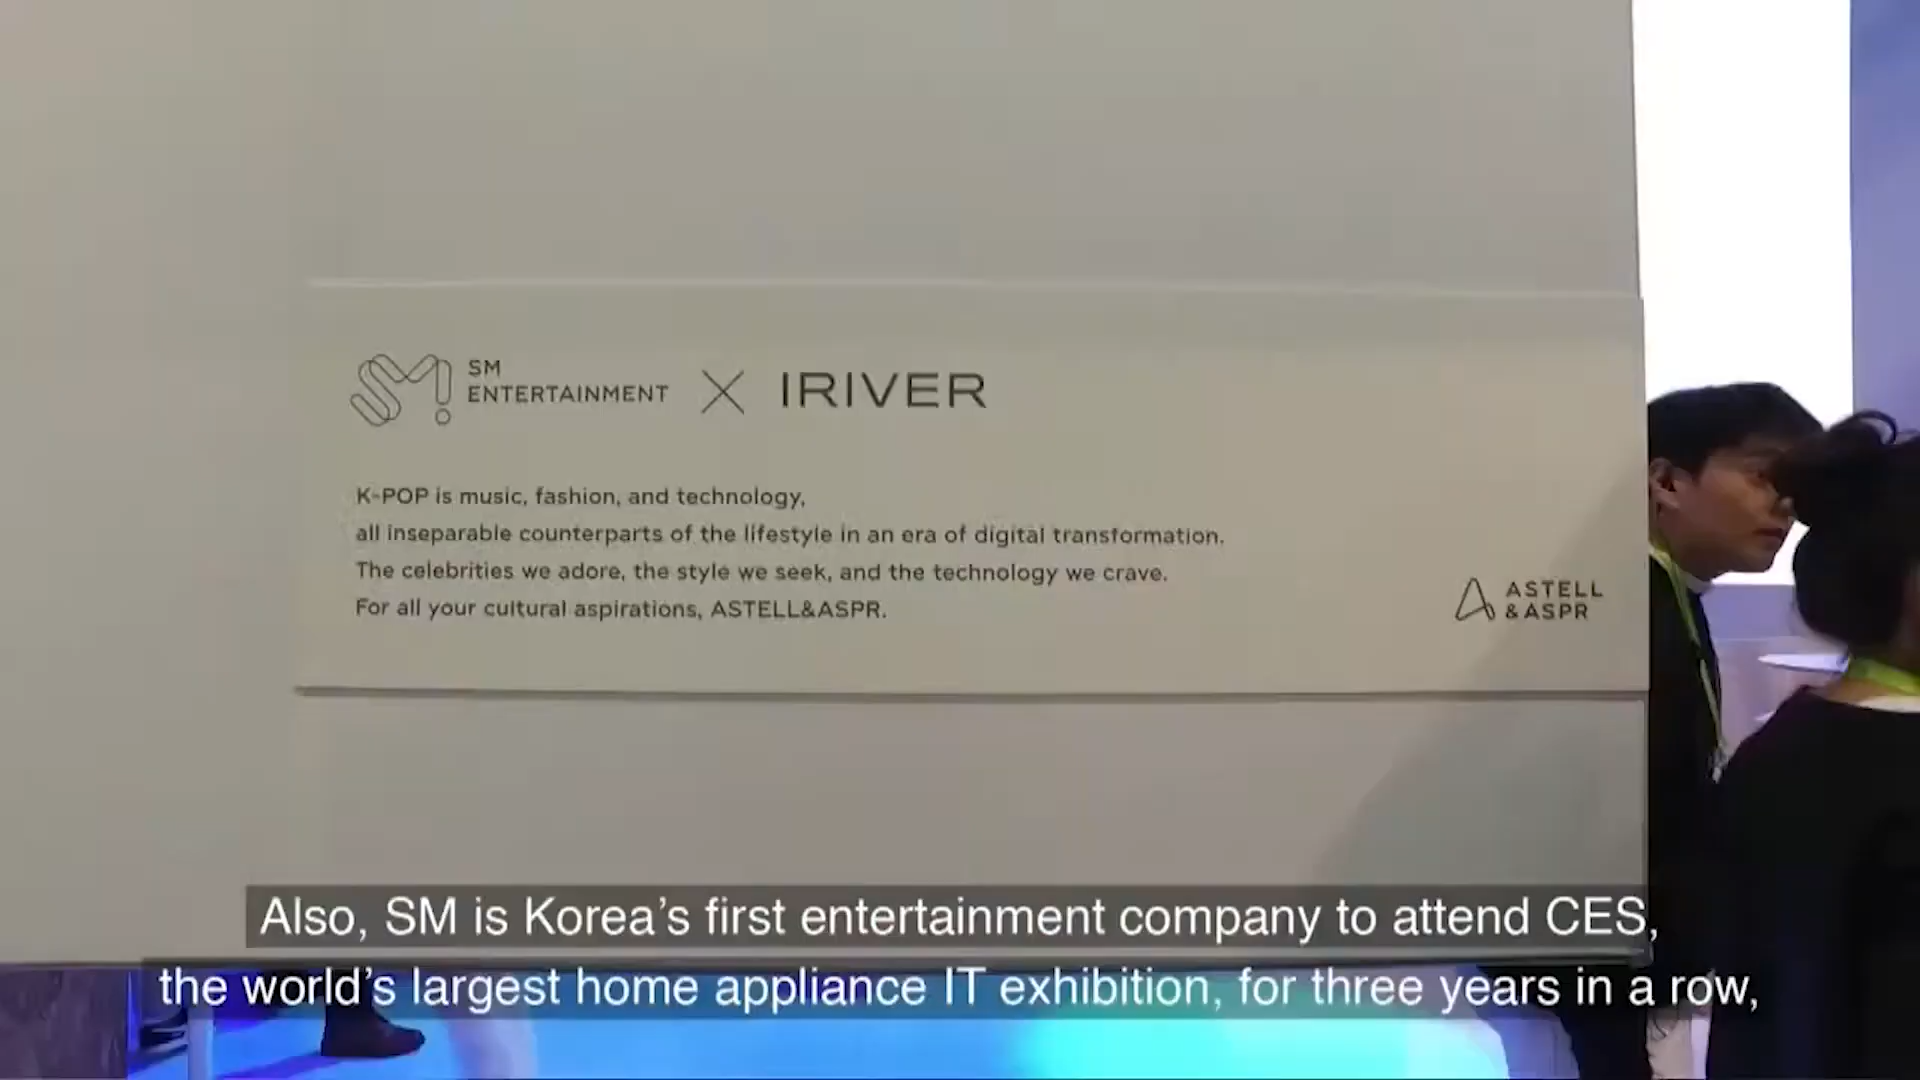 SM
ENTERTAINMENT
X IRIVER
K-POP is music, fashion, and technology,
all inseparable counterparts of the lifestyle in an era of digital transformation.
The celebrities we adore, the style we seek, and the technology we crave.
For all your cultural aspirations, ASTELL&ASPR.
ASTELL
& ASPR
Also, SM is Korea's first entertainment company to attend CES,
the world's largest home appliance IT exhibition, for three years in a row,